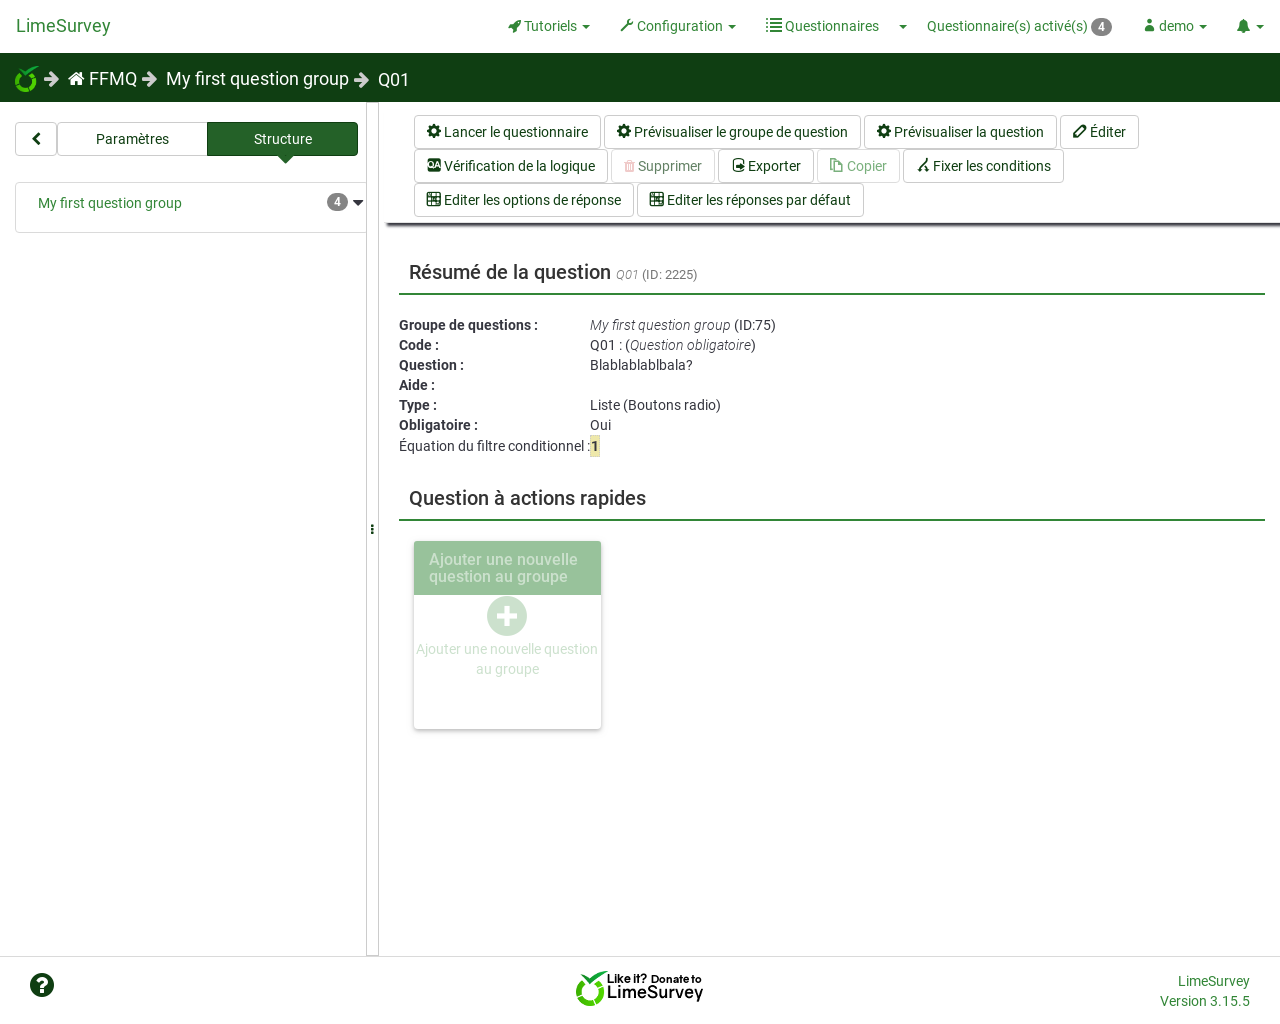 LimeSurvey
Tutoriels
Configuration
Questionnaires
Questionnaire(s) activé(s) 4
demo
FFMQ
My first question group
Q01
Paramètres
Structure
My first question group 4
Lancer le questionnaire
Prévisualiser le groupe de question
Prévisualiser la question
Éditer
QA Vérification de la logique
Supprimer
Exporter
Copier
Fixer les conditions
Editer les options de réponse
Editer les réponses par défaut
Résumé de la question Q01 (ID: 2225)
Groupe de questions : My first question group (ID:75)
Code : Q01 : (Question obligatoire)
Question : Blablablablbala?
Aide :
Type : Liste (Boutons radio)
Obligatoire : Oui
Équation du filtre conditionnel : 1
Question à actions rapides
Ajouter une nouvelle
question au groupe
Ajouter une nouvelle question
au groupe
?
Like it? Donate to
LimeSurvey
LimeSurvey
Version 3.15.5